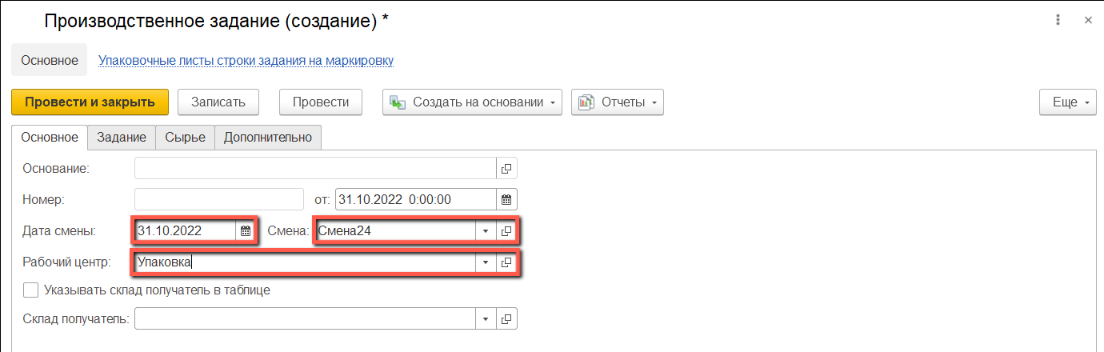 Производственное задание (создание) *
Основное Упаковочные листы строки задания на маркировку
Провести и закрыть Записать Провести Создать на основании Отчеты Еще
Основное Задание Сырье Дополнительно
Основание:
Номер: от: 31.10.2022 0:00:00
Дата смены: 31.10.2022 Смена: Смена24
Рабочий центр: Упаковка
Указывать склад получатель в таблице
Склад получатель: